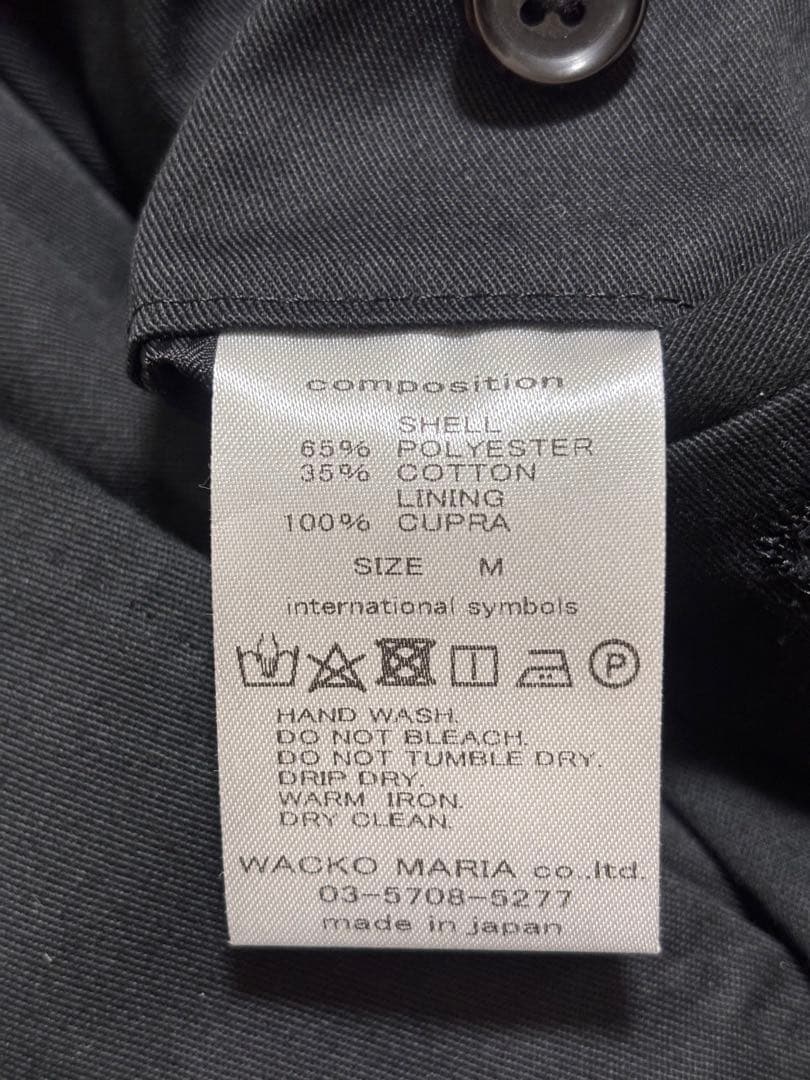 composition
SHELL
65% POLYESTER
35% COTTON
LINING
100% CUPRA
SIZE M
international symbols
P
HAND WASH.
DO NOT BLEACH.
DO NOT TUMBLE DRY.
DRIP DRY.
WARM IRON.
DRY CLEAN.
WACKO MARIA co.,ltd.
03-5708-5277
made in japan